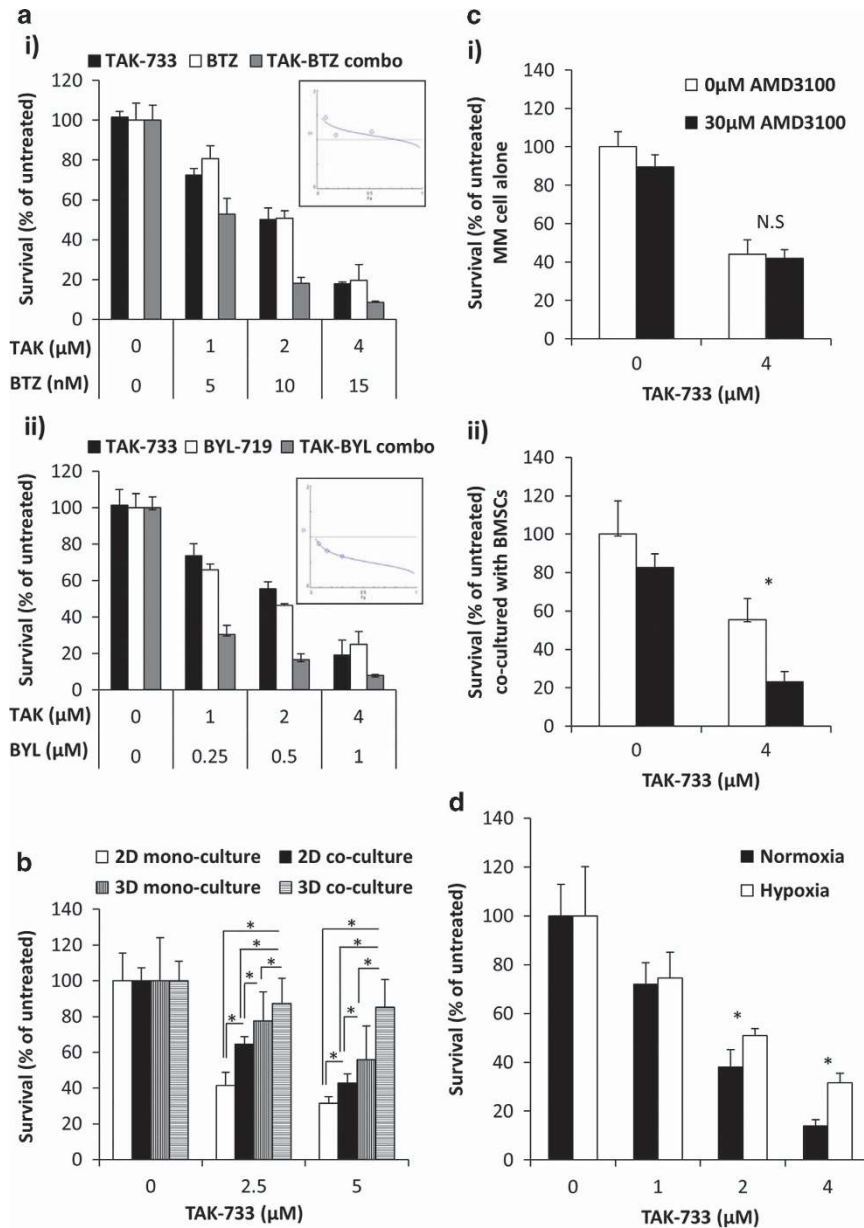 a
i)
TAK-733 BTZ TAK-BTZ combo
Survival (% of untreated)
120
100
80
60
40
20
0
TAK (µM) 0 1 2 4
BTZ (nM) 0 5 10 15
ii)
TAK-733 BYL-719 TAK-BYL combo
Survival (% of untreated)
120
100
80
60
40
20
0
TAK (µM) 0 1 2 4
BYL (µM) 0 0.25 0.5 1
b
2D mono-culture 2D co-culture
3D mono-culture 3D co-culture
Survival (% of untreated)
140
120
100
80
60
40
20
0
* * * * *
* * * * *
0 2.5 5
TAK-733 (µM)
c
i)
0µM AMD3100
30µM AMD3100
Survival (% of untreated)
MM cell alone
140
120
100
80
60
40
20
0
N.S
0 4
TAK-733 (µM)
ii)
Survival (% of untreated)
co-cultured with BMSCs
140
120
100
80
60
40
20
0
*
0 4
TAK-733 (µM)
d
Normoxia
Hypoxia
Survival (% of untreated)
140
120
100
80
60
40
20
0
* *
0 1 2 4
TAK-733 (µM)